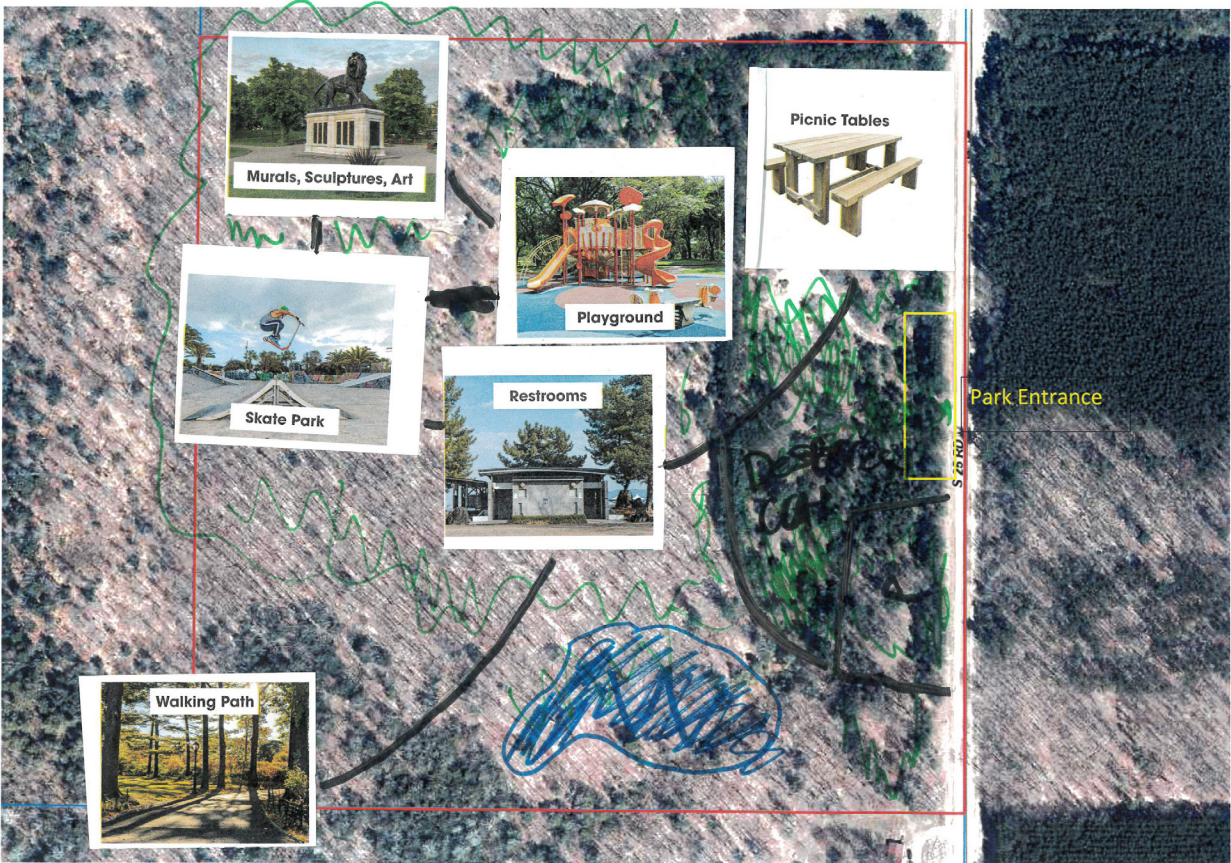 Murals, Sculptures, Art
Picnic Tables
Playground
Skate Park
Restrooms
Park Entrance
Walking Path